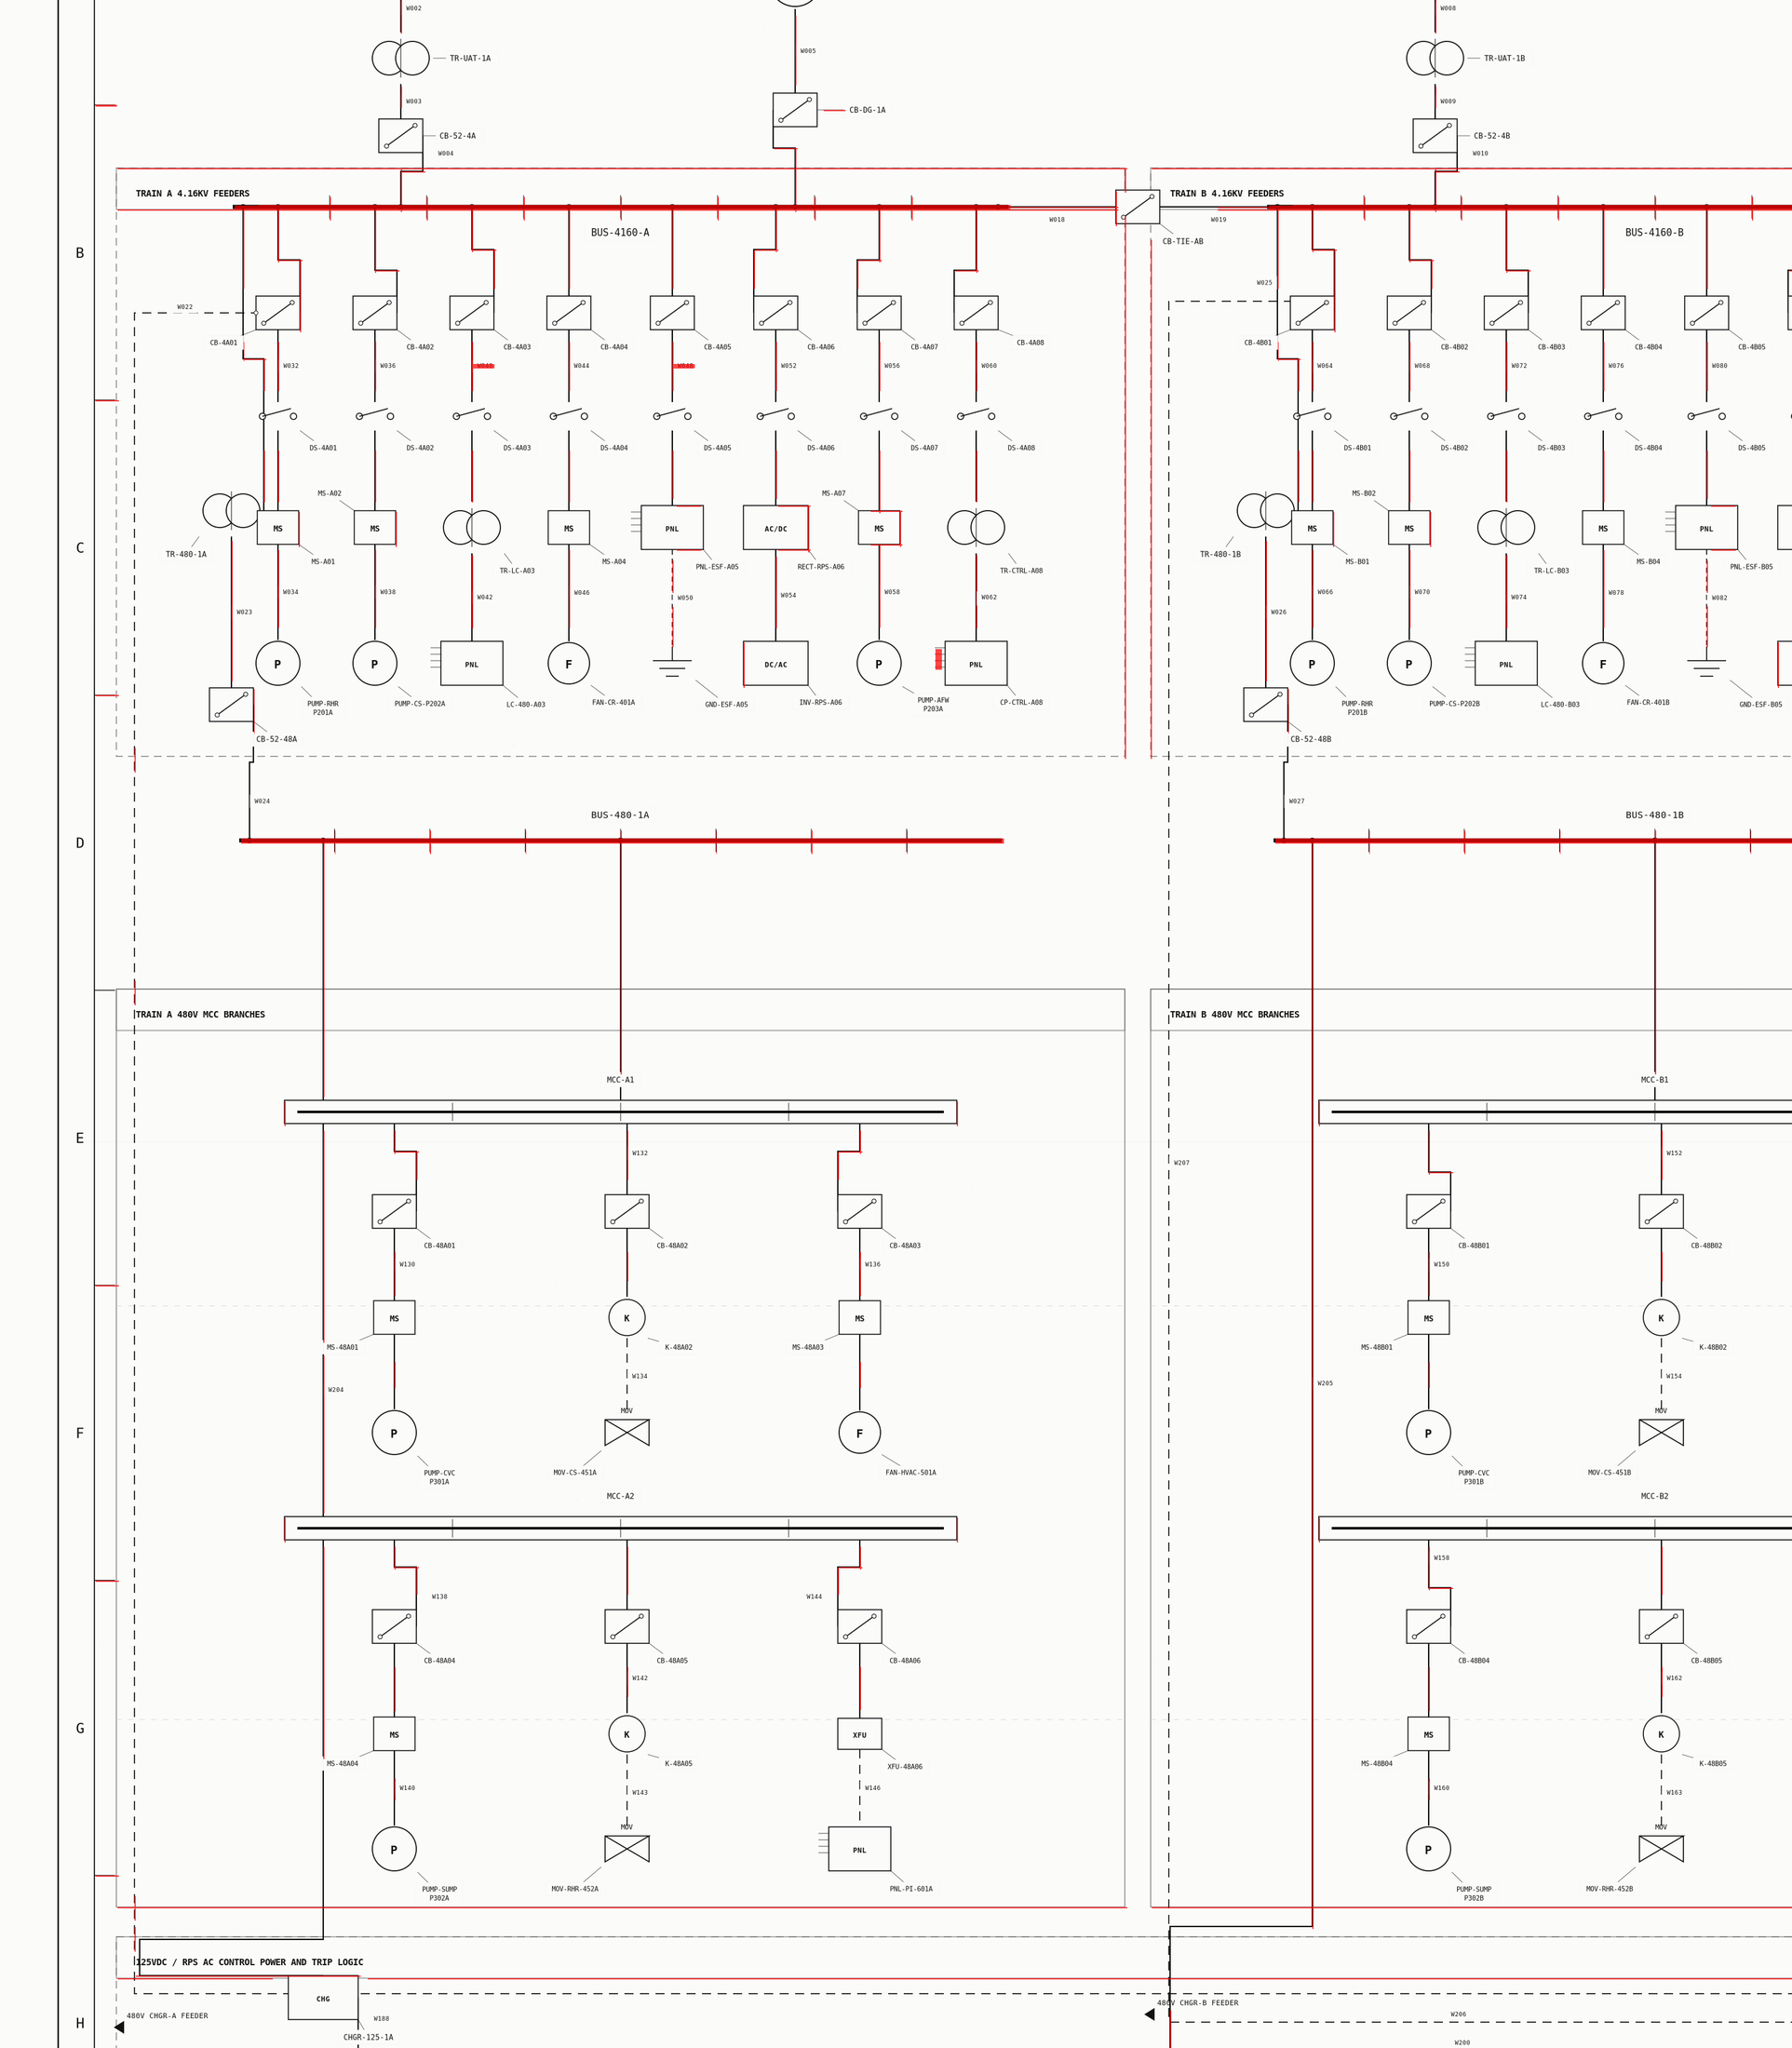 W002
W008
W005
TR-UAT-1A
TR-UAT-1B
W003
W009
CB-DG-1A
CB-52-4A
CB-52-4B
W004
W010
TRAIN A 4.16KV FEEDERS
TRAIN B 4.16KV FEEDERS
W018
W019
BUS-4160-A
CB-TIE-AB
BUS-4160-B
B
W025
W022
CB-4A01
CB-4A02
CB-4A03
CB-4A04
CB-4A05
CB-4A06
CB-4A07
CB-4A08
CB-4B01
CB-4B02
CB-4B03
CB-4B04
CB-4B05
W032
W036
W044
W052
W056
W060
W064
W068
W072
W076
W080
DS-4A01
DS-4A02
DS-4A03
DS-4A04
DS-4A05
DS-4A06
DS-4A07
DS-4A08
DS-4B01
DS-4B02
DS-4B03
DS-4B04
DS-4B05
MS-A02
MS-A07
MS-B02
MS
MS
MS
PNL
AC/DC
MS
MS
MS
MS
PNL
C
TR-480-1A
MS-A01
TR-LC-A03
MS-A04
PNL-ESF-A05
RECT-RPS-A06
TR-CTRL-A08
TR-480-1B
MS-B01
TR-LC-B03
MS-B04
PNL-ESF-B05
W023
W034
W038
W042
W046
W050
W054
W058
W062
W026
W066
W070
W074
W078
W082
P
P
PNL
F
DC/AC
P
PNL
P
P
PNL
F
PUMP-RHR
P201A
PUMP-CS-P202A
LC-480-A03
FAN-CR-401A
GND-ESF-A05
INV-RPS-A06
PUMP-AFW
P203A
CP-CTRL-A08
PUMP-RHR
P201B
PUMP-CS-P202B
LC-480-B03
FAN-CR-401B
GND-ESF-B05
CB-52-48A
CB-52-48B
W024
W027
BUS-480-1A
BUS-480-1B
D
TRAIN A 480V MCC BRANCHES
TRAIN B 480V MCC BRANCHES
MCC-A1
MCC-B1
E
W132
W207
W152
CB-48A01
CB-48A02
CB-48A03
CB-48B01
CB-48B02
W130
W136
W150
MS
K
MS
MS
K
MS-48A01
K-48A02
MS-48A03
MS-48B01
K-48B02
W204
W134
W205
W154
MOV
MOV
F
P
F
P
PUMP-CVC
P301A
MOV-CS-451A
FAN-HVAC-501A
PUMP-CVC
P301B
MOV-CS-451B
MCC-A2
MCC-B2
W158
W138
W144
CB-48A04
CB-48A05
CB-48A06
CB-48B04
CB-48B05
W142
W162
G
MS
K
XFU
MS
K
MS-48A04
K-48A05
XFU-48A06
MS-48B04
K-48B05
W140
W143
W146
W160
W163
MOV
MOV
P
PNL
P
PUMP-SUMP
P302A
MOV-RHR-452A
PNL-PI-601A
PUMP-SUMP
P302B
MOV-RHR-452B
125VDC / RPS AC CONTROL POWER AND TRIP LOGIC
CHG
480V CHGR-A FEEDER
W188
480V CHGR-B FEEDER
W206
H
CHGR-125-1A
W200